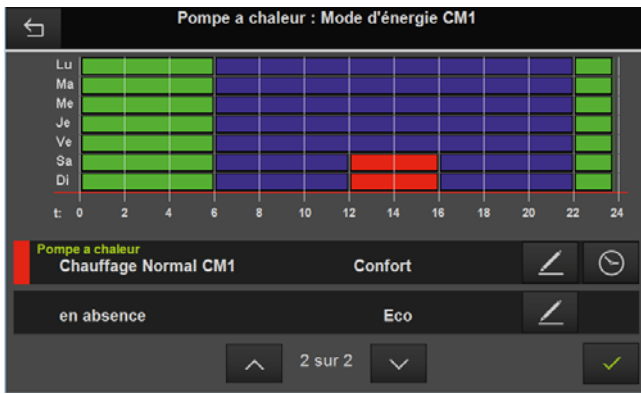 Pompe a chaleur : Mode d'énergie CM1
Lu
Ma
Me
Je
Ve
Sa
Di
t: 0 2 4 6 8 10 12 14 16 18 20 22 24
Pompe a chaleur
Chauffage Normal CM1 Confort
en absence Eco
2 sur 2